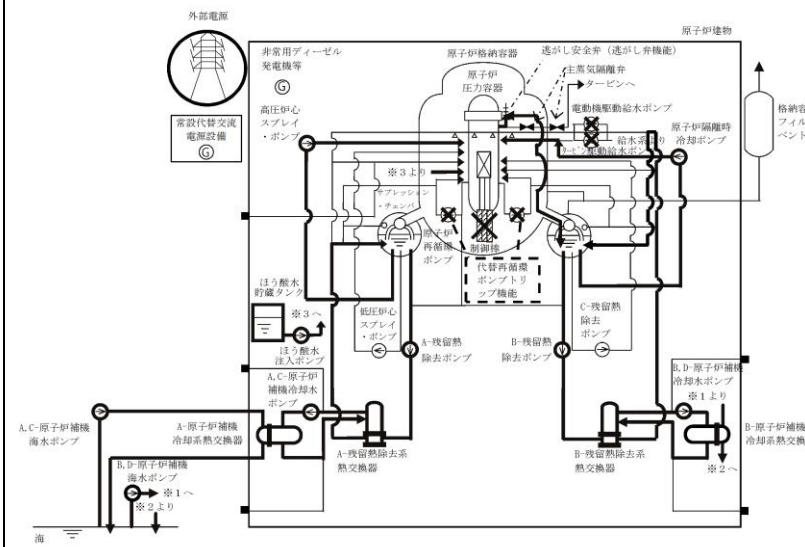 外部電源
原子炉建物
非常用ディーゼル
発電機等
G
常設代替交流
電源設備
G
高圧炉心
スプレイ
・ポンプ
原子炉格納容器
原子炉
圧力容器
逃がし安全弁（逃がし弁機能）
主蒸気隔離弁
タービンへ
電動機駆動給水ポンプ
給水系より
タービン駆動給水ポンプ
原子炉隔離時
冷却ポンプ
格納容
フィル
ベント
※3より
サプレッション
・チェンバ
原子炉
再循環
ポンプ
制御棒
代替再循環
ポンプトリ
ップ機能
ほう酸水
貯蔵タンク
※3へ
ほう酸水
注入ポンプ
低圧炉心
スプレイ
・ポンプ
A-残留熱
除去ポンプ
B-残留熱
除去ポンプ
C-残留熱
除去
ポンプ
A,C-原子炉
補機冷却水
ポンプ
B,D-原子炉補機
冷却水ポンプ
※1より
※2へ
A,C-原子炉補機
海水ポンプ
A-原子炉補機
冷却系熱交換器
A-残留熱除去系
熱交換器
B-残留熱除去系
熱交換器
B-原子炉補機
冷却系熱交換
B,D-原子炉補機
海水ポンプ
※1へ
※2より
海